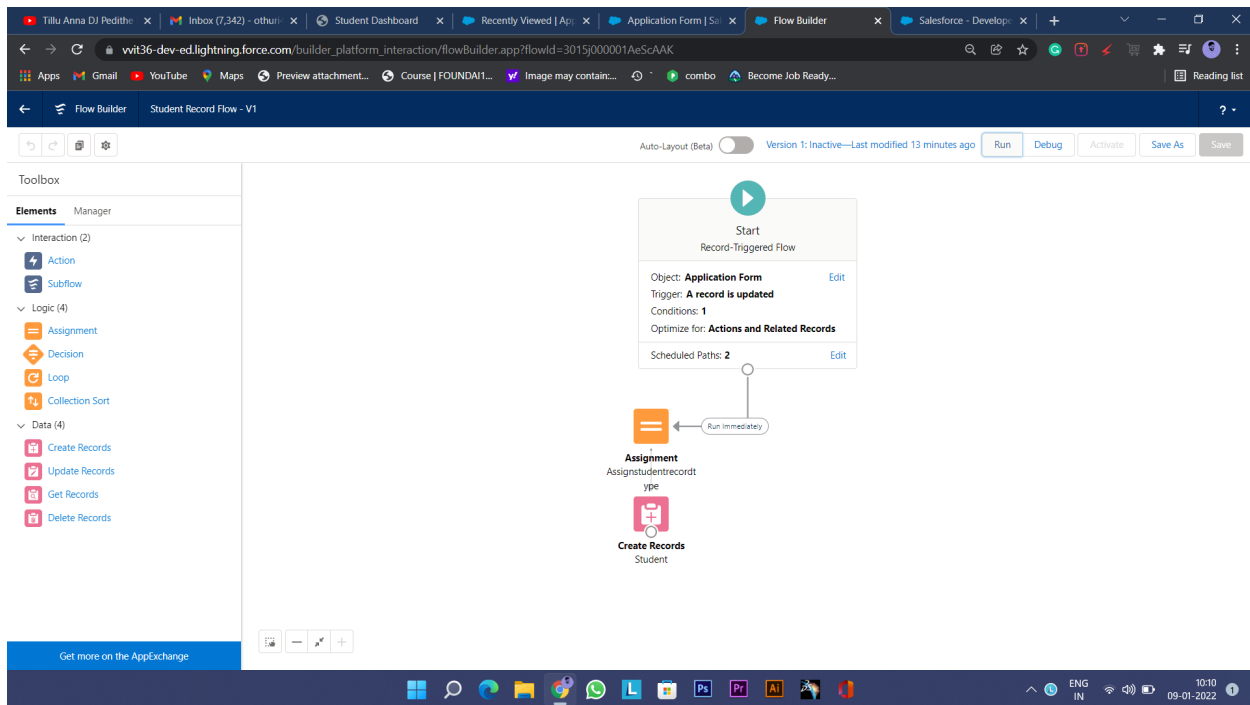 Tillu Anna DJ Pedithe
Inbox (7,342) - othuri
Student Dashboard
Recently Viewed | App
Application Form | Sal
Flow Builder
Salesforce - Develope
vvit36-dev-ed.lightning.force.com/builder_platform_interaction/flowBuilder.app?flowId=3015j000001AeScAAK
Apps
Gmail
YouTube
Maps
Preview attachment...
Course | FOUNDAI1...
Image may contain:...
combo
Become Job Ready...
Reading list
Flow Builder
Student Record Flow - V1
?
Auto-Layout (Beta)
Version 1: Inactive—Last modified 13 minutes ago
Run
Debug
Activate
Save As
Save
Toolbox
Elements
Manager
Interaction (2)
Action
Subflow
Logic (4)
Assignment
Decision
Loop
Collection Sort
Data (4)
Create Records
Update Records
Get Records
Delete Records
Get more on the AppExchange
Start
Record-Triggered Flow
Object: Application Form
Edit
Trigger: A record is updated
Conditions: 1
Optimize for: Actions and Related Records
Scheduled Paths: 2
Edit
Run Immediately
Assignment
Assignstudentrecordt
ype
Create Records
Student
L
Ps
Pr
Ai
ENG
IN
10:10
09-01-2022
1